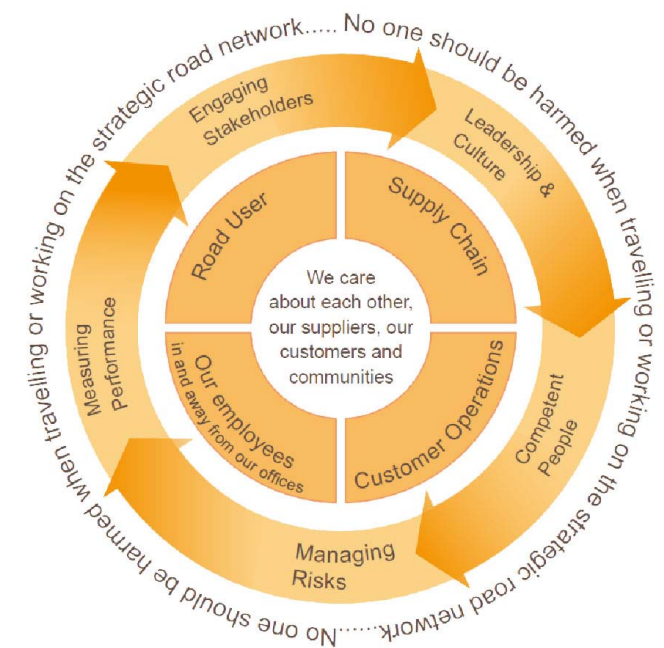 No one should be harmed when travelling or working on the strategic road network.....
No one should be harmed when travelling or working on the strategic road network.....
Engaging
Stakeholders
Leadership &
Culture
Competent
People
Managing
Risks
Measuring
Performance
Road User
Supply Chain
Customer Operations
Our employees
in and away from our offices
We care
about each other,
our suppliers, our
customers and
communities